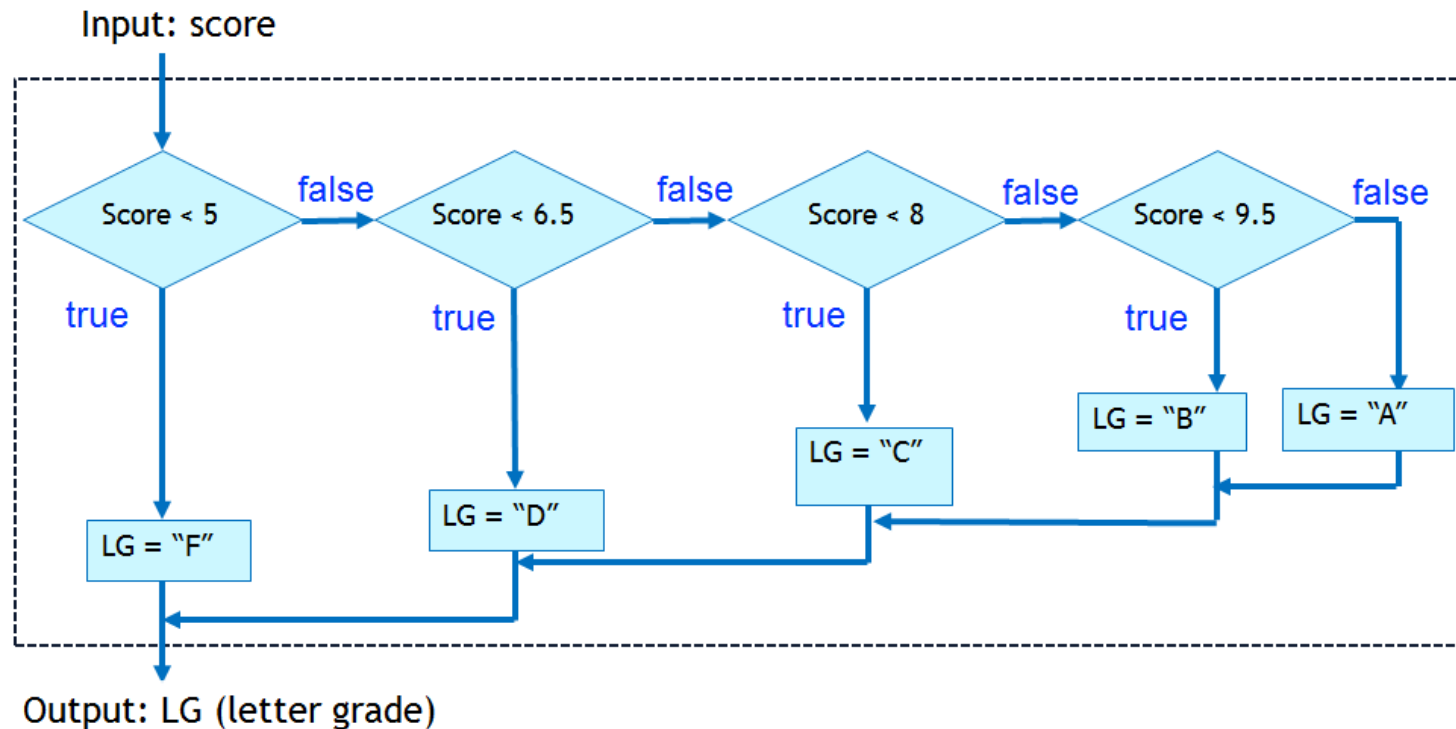 Input: score
false
false
false
false
Score < 5
Score < 6.5
Score < 8
Score < 9.5
true
true
true
true
LG = “B”
LG = “A”
LG = “C”
LG = “D”
LG = “F”
Output: LG (letter grade)